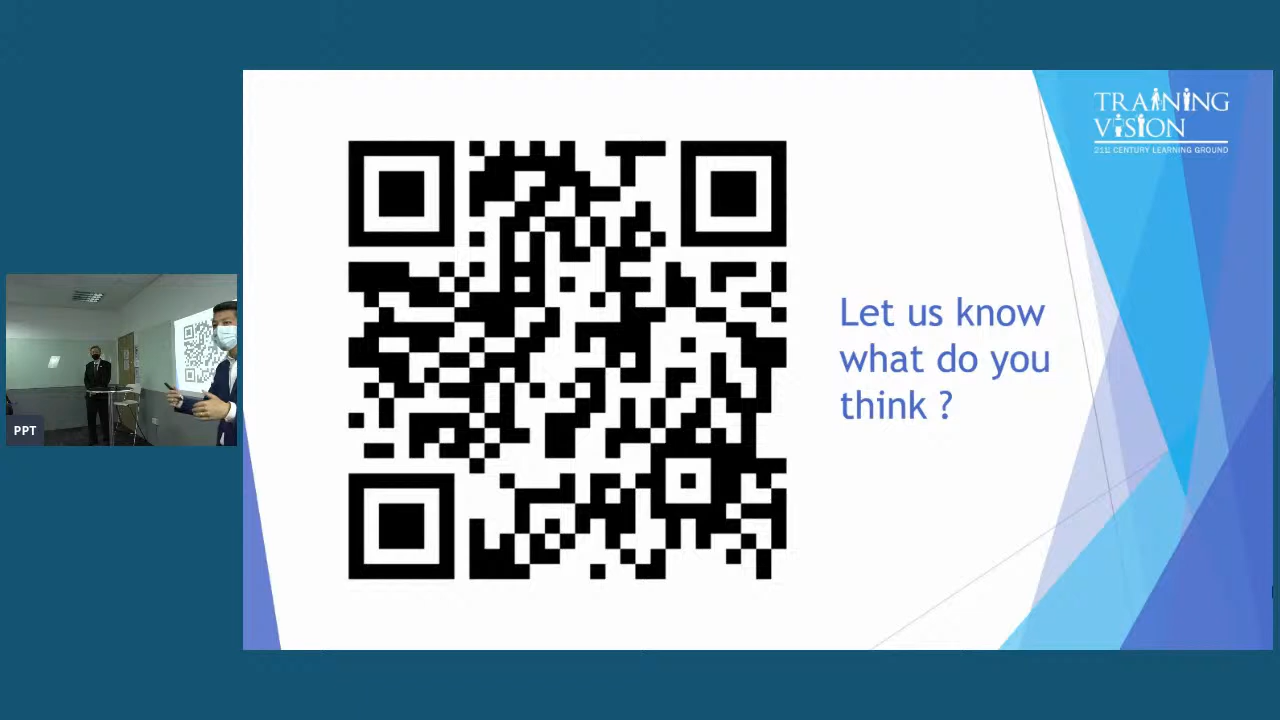 TRAINING
VISION
21st CENTURY LEARNING GROUND
Let us know
what do you
think ?
PPT